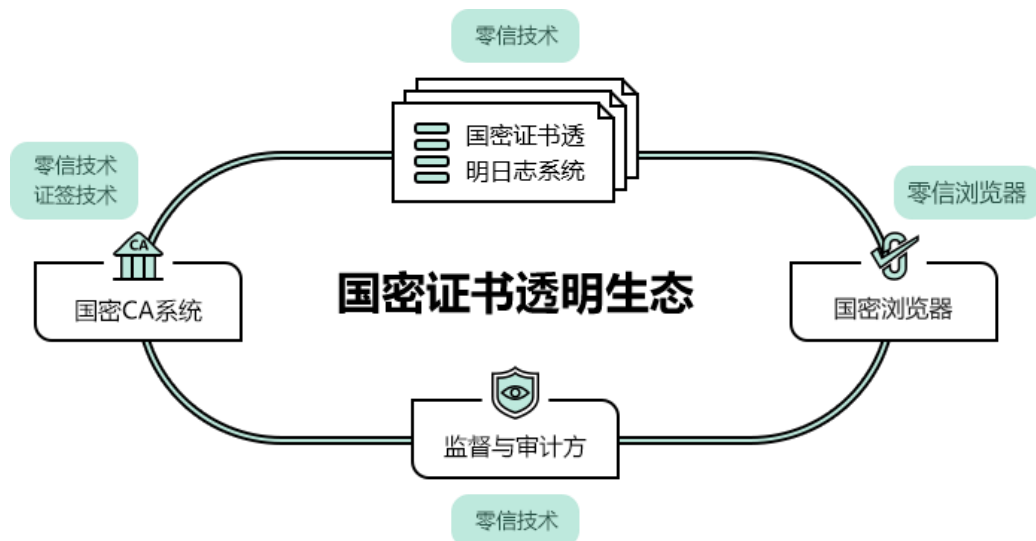 零信技术
国密证书透
明日志系统
零信技术
证签技术
零信浏览器
CA
国密CA系统
国密证书透明生态
国密浏览器
监督与审计方
零信技术